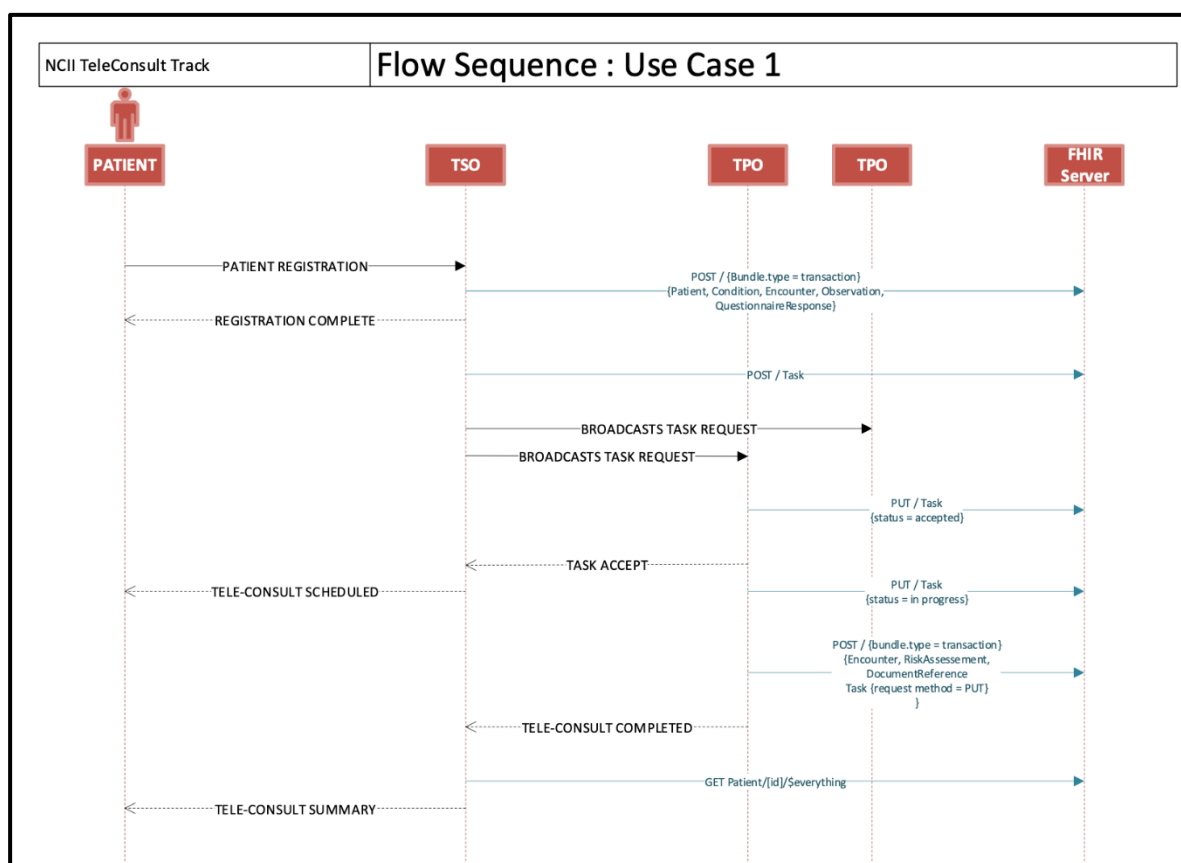 NCII TeleConsult Track
Flow Sequence : Use Case 1
PATIENT
TSO
TPO
TPO
FHIR
Server
PATIENT REGISTRATION
POST / {Bundle.type = transaction}
{Patient, Condition, Encounter, Observation,
QuestionnaireResponse}
REGISTRATION COMPLETE
POST / Task
BROADCASTS TASK REQUEST
BROADCASTS TASK REQUEST
PUT / Task
{status = accepted}
TASK ACCEPT
TELE-CONSULT SCHEDULED
PUT / Task
{status = in progress}
POST / {bundle.type = transaction}
{Encounter, RiskAssessement,
DocumentReference
Task {request method = PUT}
}
TELE-CONSULT COMPLETED
GET Patient/[id]/$everything
TELE-CONSULT SUMMARY